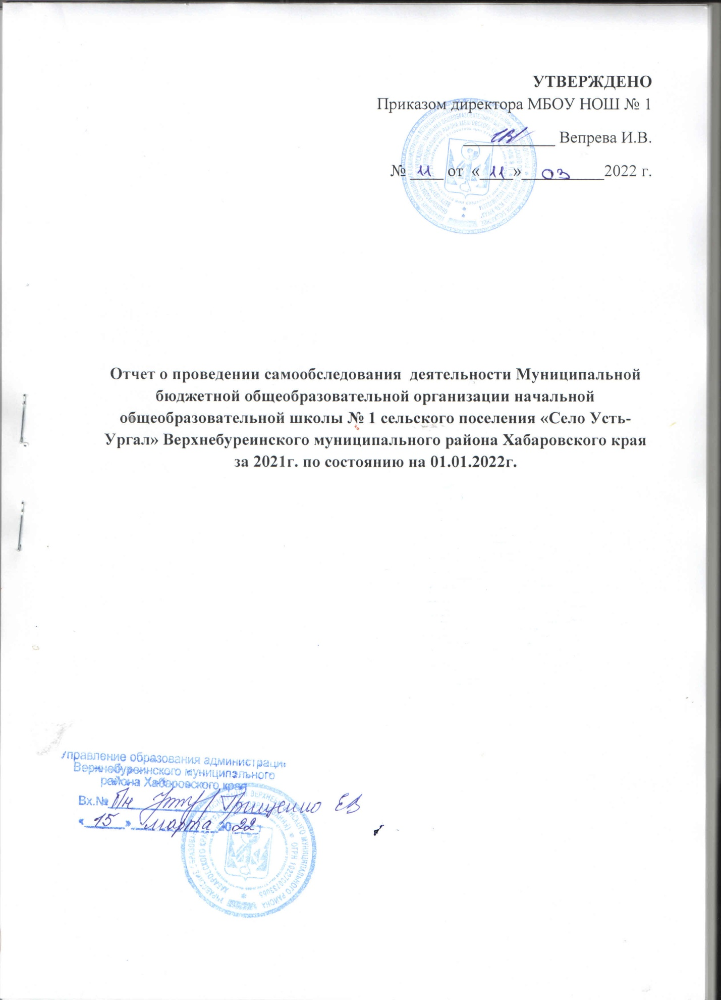 УТВЕРЖДЕНО
Приказом директора МБОУ НОШ № 1
____________ Вепрева И.В.
№ 11 от «11» 03 2022 г.
Отчет о проведении самообследования деятельности Муниципальной
бюджетной общеобразовательной организации начальной
общеобразовательной школы № 1 сельского поселения «Село Усть-
Ургал» Верхнебуреинского муниципального района Хабаровского края
за 2021г. по состоянию на 01.01.2022г.
Управление образования администрации
Верхнебуреинского муниципального
района Хабаровского края
Вх.№ Грищенко ЕВ
«15» марта 2022 г